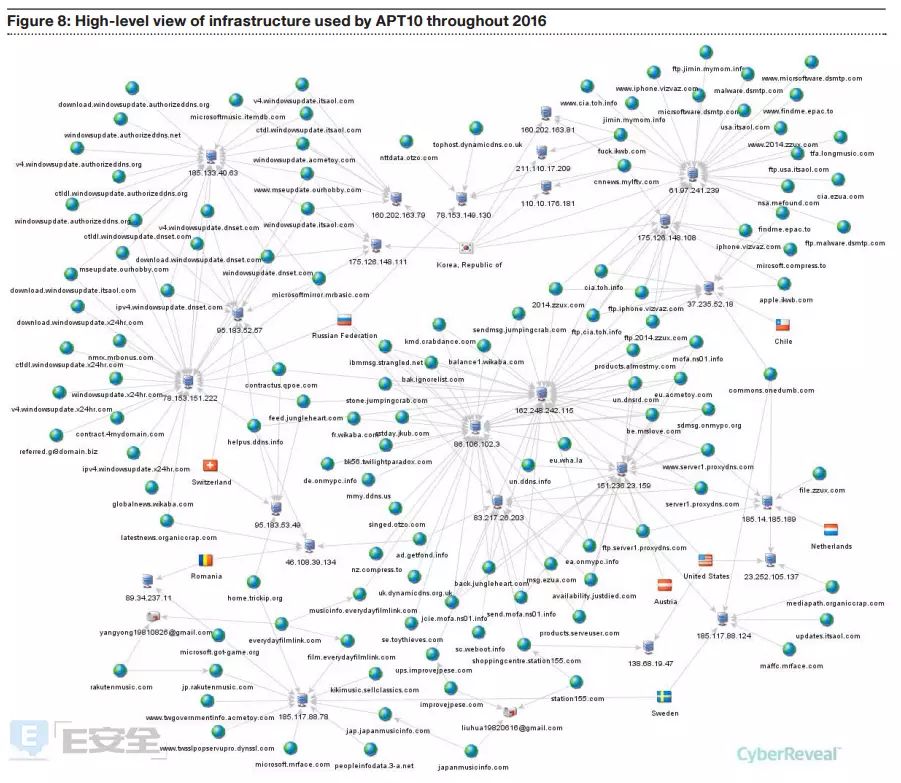 Figure 8: High-level view of infrastructure used by APT10 throughout 2016
ftp.jimin.mymom.info
www.microsoftware.dsmtp.com
www.iphone.vizvaz.com
malware.dsmtp.com
download.windowsupdate.authorizeddns.org
v4.windowsupdate.itsaol.com
www.cia.toh.info
microsoftware.dsmtp.com
www.findme.epac.to
microsoftmusic.itemdb.com
jimin.mymom.info
usa.itsaol.com
ctdl.windowsupdate.itsaol.com
160.202.163.81
windowsupdate.authorizeddns.net
tophost.dynamicdns.co.uk
www.2014.zzux.com
fuck.ikwb.com
tfa.longmusic.com
nttdata.otzo.com
windowsupdate.acmetoy.com
v4.windowsupdate.authorizeddns.org
211.110.17.209
ftp.usa.itsaol.com
185.133.40.63
cnnews.mylftv.com
61.97.241.239
www.mseupdate.ourhobby.com
cia.ezua.com
ctldl.windowsupdate.authorizeddns.org
110.10.176.181
nsa.mefound.com
160.202.163.79
78.153.149.130
windowsupdate.authorizeddns.org
v4.windowsupdate.dnset.com
windowsupdate.itsaol.com
findme.epac.to
ctldl.windowsupdate.dnset.com
175.126.148.108
iphone.vizvaz.com
ftp.malware.dsmtp.com
download.windowsupdate.dnset.com
175.126.148.111
Korea, Republic of
mseupdate.ourhobby.com
windowsupdate.dnset.com
mirosoft.compress.to
download.windowsupdate.itsaol.com
microsoftmirror.mrbasic.com
cia.toh.info
apple.ikwb.com
ipv4.windowsupdate.dnset.com
2014.zzux.com
ftp.iphone.vizvaz.com
37.235.52.18
download.windowsupdate.x24hr.com
95.183.52.57
Russian Federation
sendmsg.jumpingcrab.com
ftp.cia.toh.info
ftp.2014.zzux.com
Chile
kmd.crabdance.com
nmrx.mrbonus.com
ctldl.windowsupdate.x24hr.com
ibmmsg.strangled.net
balance1.wikaba.com
mofa.ns01.info
products.almostmy.com
contractus.qpoe.com
bak.ignorelist.com
commons.onedumb.com
windowsupdate.x24hr.com
78.153.151.222
stone.jumpingcrab.com
162.248.242.115
un.dnsrd.com
eu.acmetoy.com
v4.windowsupdate.x24hr.com
feed.jungleheart.com
sdmsg.onmypc.org
contract.4mydomain.com
helpus.ddns.info
fr.wikaba.com
86.106.102.3
be.mrslove.com
referred.gr8domain.biz
ipv4.windowsupdate.x24hr.com
bk56.twilightparadox.com
eu.wha.la
www.server1.proxydns.com
Switzerland
de.onmypc.info
un.ddns.info
151.236.23.159
globalnews.wikaba.com
mmy.ddns.us
file.zzux.com
server1.proxydns.com
95.183.53.49
singed.otzo.com
83.217.26.203
185.14.185.189
latestnews.organiccrap.com
ftp.server1.proxydns.com
Netherlands
46.108.39.134
ad.getfond.info
ea.onmypc.info
Romania
nz.compress.to
back.jungleheart.com
msg.ezua.com
United States
23.252.105.137
89.34.237.11
home.trickip.org
uk.dynamicdns.org.uk
availability.justdied.com
Austria
mediapath.organiccrap.com
musicinfo.everydayfilmlink.com
jcie.mofa.ns01.info
send.mofa.ns01.info
updates.itsaol.com
yangyong19810826@gmail.com
everydayfilmlink.com
se.toythieves.com
products.serveuser.com
185.117.88.124
microsoft.got-game.org
film.everydayfilmlink.com
sc.weboot.info
shoppingcentre.station155.com
138.68.19.47
maffc.mrface.com
rakutenmusic.com
jp.rakutenmusic.com
ups.improvejpese.com
kikimusic.sellclassics.com
improvejpese.com
station155.com
www.twgovernmentinfo.acmetoy.com
185.117.88.78
Sweden
jap.japanmusicinfo.com
liuhua19820616@gmail.com
E安全
www.twsslpopservupro.dynssl.com
microsoft.mrface.com
peopleinfodata.3-a.net
japanmusicinfo.com
CyberReveal